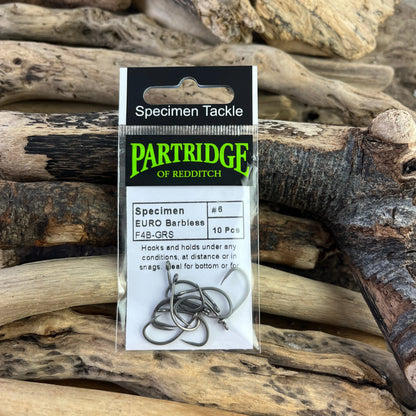 Specimen Tackle
PARTRIDGE
OF REDDITCH
Specimen #6
EURO Barbless
F4B-GRS 10 Pcs
Hooks and holds under any
conditions, at distance or in
snags. Ideal for bottom or for